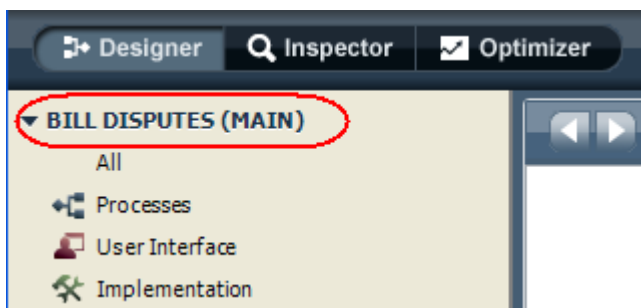 Designer Inspector Optimizer
BILL DISPUTES (MAIN)
All
Processes
User Interface
Implementation